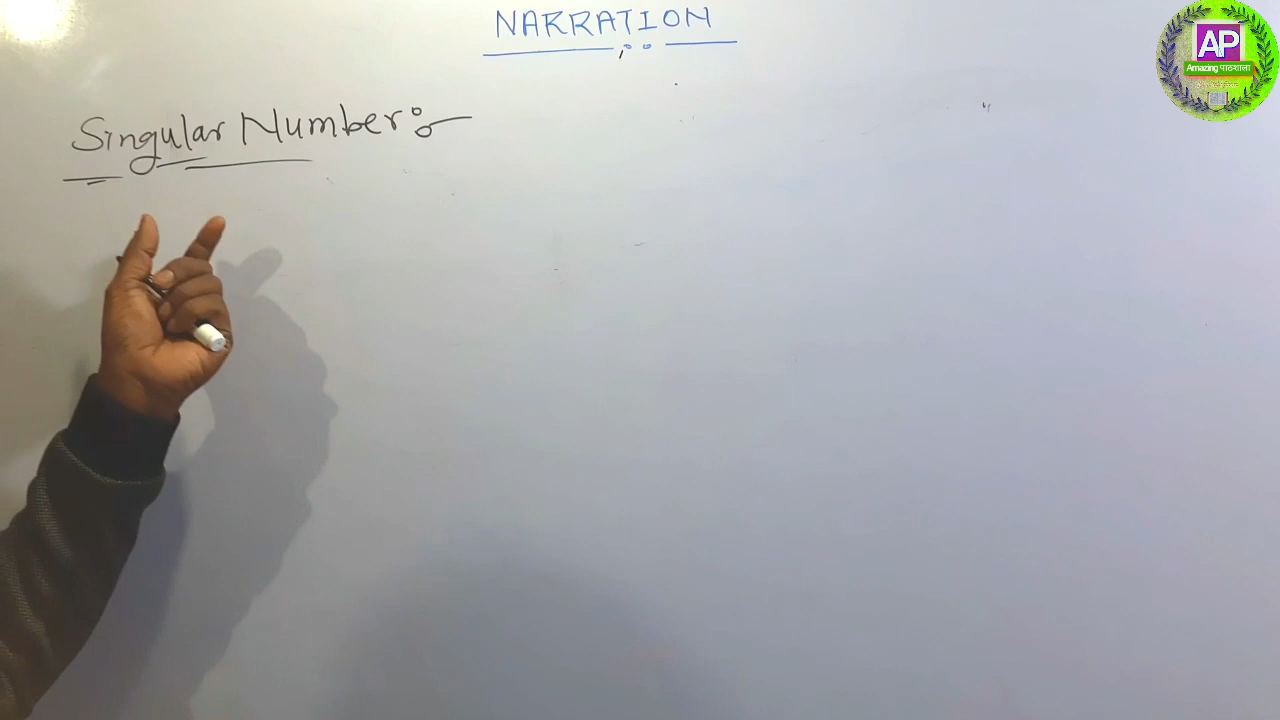 NARRATION
Singular Number :-
AP
Amazing पाठशाला